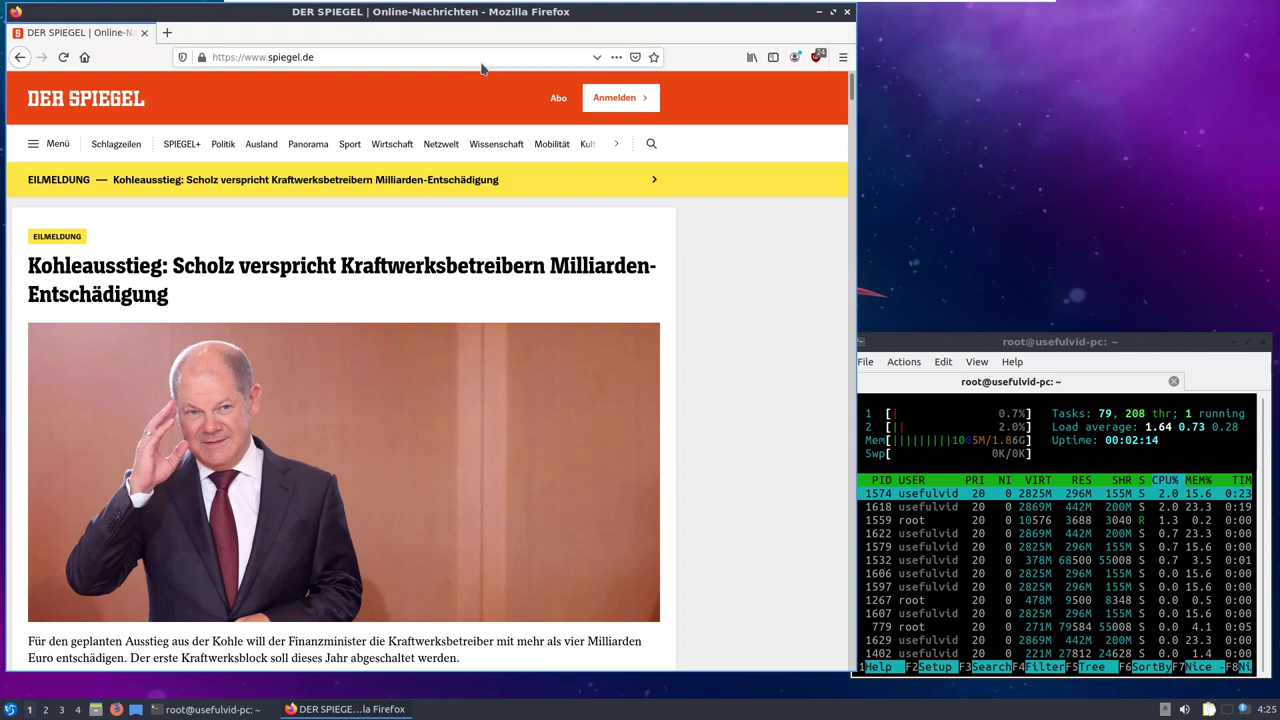 DER SPIEGEL | Online-Nachrichten - Mozilla Firefox
DER SPIEGEL | Online-Na
https://www.spiegel.de
24
DER SPIEGEL
Abo
Anmelden
Menü
Schlagzeilen
SPIEGEL+ Politik Ausland Panorama Sport Wirtschaft Netzwelt Wissenschaft Mobilität Kult
EILMELDUNG — Kohleausstieg: Scholz verspricht Kraftwerksbetreibern Milliarden-Entschädigung
EILMELDUNG
Kohleausstieg: Scholz verspricht Kraftwerksbetreibern Milliarden-
Entschädigung
Für den geplanten Ausstieg aus der Kohle will der Finanzminister die Kraftwerksbetreiber mit mehr als vier Milliarden
Euro entschädigen. Der erste Kraftwerksblock soll dieses Jahr abgeschaltet werden.
root@usefulvid-pc: ~
File Actions Edit View Help
root@usefulvid-pc: ~
1 [| 0.7%] Tasks: 79, 208 thr; 1 running
2 [|| 2.0%] Load average: 1.64 0.73 0.28
Mem[||||||||||1005M/1.86G] Uptime: 00:02:14
Swp[ 0K/0K]
PID USER PRI NI VIRT RES SHR S CPU% MEM% TIM
1574 usefulvid 20 0 2825M 296M 155M S 2.0 15.6 0:23
1618 usefulvid 20 0 2869M 442M 200M S 2.0 23.3 0:19
1559 root 20 0 10576 3688 3040 R 1.3 0.2 0:00
1622 usefulvid 20 0 2869M 442M 200M S 0.7 23.3 0:00
1579 usefulvid 20 0 2825M 296M 155M S 0.7 15.6 0:00
1532 usefulvid 20 0 378M 68500 55008 S 0.7 3.5 0:01
1606 usefulvid 20 0 2825M 296M 155M S 0.0 15.6 0:00
1597 usefulvid 20 0 2825M 296M 155M S 0.0 15.6 0:00
1267 root 20 0 478M 9500 8348 S 0.0 0.5 0:00
1607 usefulvid 20 0 2825M 296M 155M S 0.0 15.6 0:00
779 root 20 0 271M 79584 55008 S 0.0 4.1 0:05
1629 usefulvid 20 0 2869M 442M 200M S 0.0 23.3 0:00
1402 usefulvid 20 0 221M 27812 24628 S 0.0 1.4 0:00
1Help F2Setup F3Search F4Filter F5Tree F6SortBy F7Nice - F8Ni
1 2 3 4
root@usefulvid-pc: ~
DER SPIEGE...la Firefox
4:25